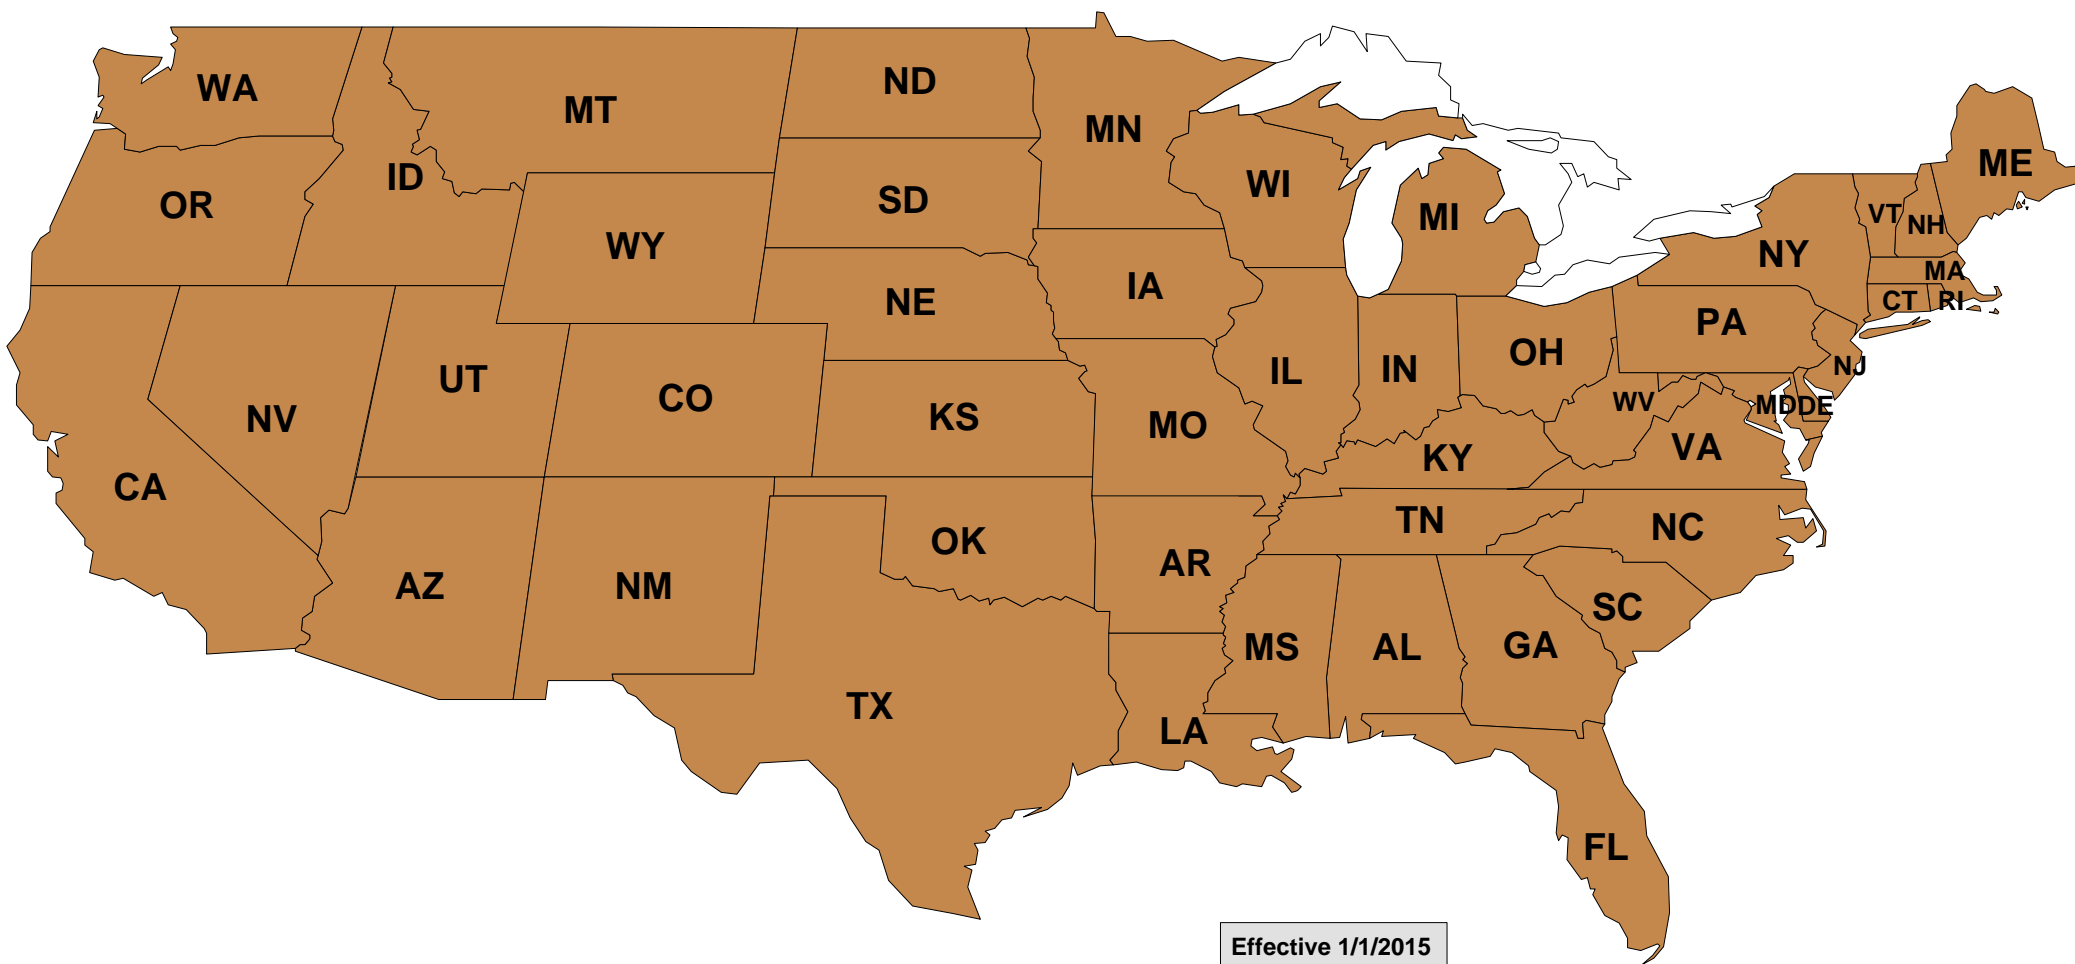 WA
MT
ND
MN
ME
ID
OR
SD
WI
MI
VT
NH
WY
NY
MA
IA
NE
CT
RI
PA
OH
IN
IL
NJ
UT
CO
KS
NV
MO
WV
MD
DE
VA
KY
CA
TN
NC
OK
AR
AZ
NM
SC
MS
AL
GA
TX
LA
FL
Effective 1/1/2015